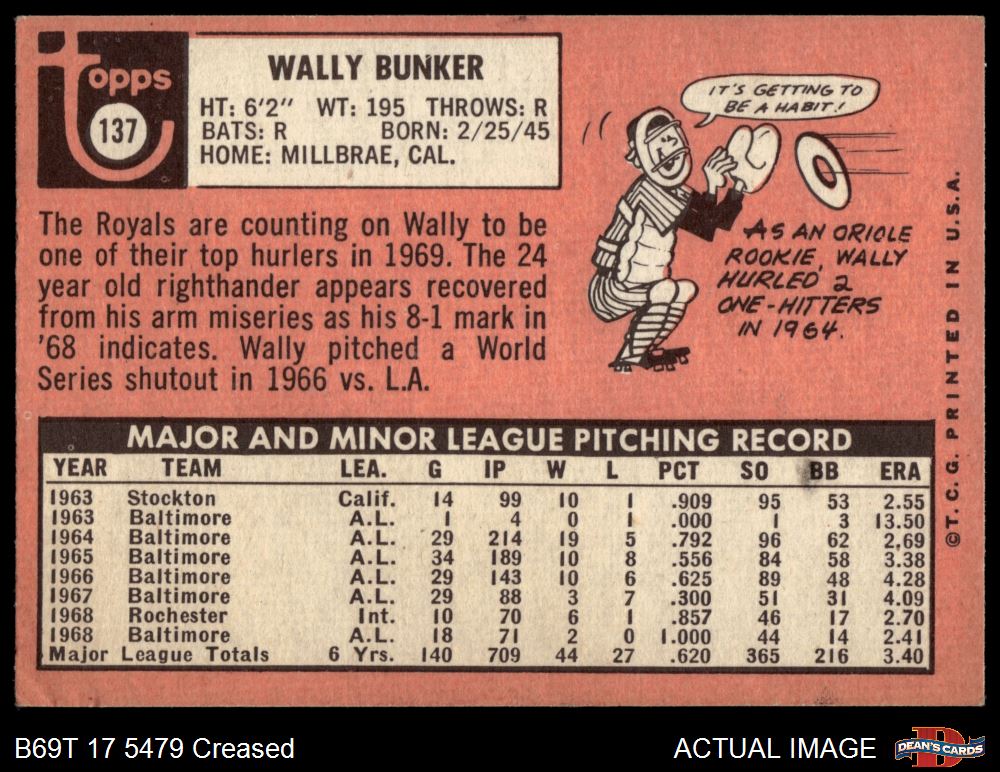 topps
137
WALLY BUNKER
HT: 6'2" WT: 195 THROWS: R
BATS: R BORN: 2/25/45
HOME: MILLBRAE, CAL.
The Royals are counting on Wally to be
one of their top hurlers in 1969. The 24
year old righthander appears recovered
from his arm miseries as his 8-1 mark in
'68 indicates. Wally pitched a World
Series shutout in 1966 vs. L.A.
IT'S GETTING TO
BE A HABIT!
AS AN ORIOLE
ROOKIE, WALLY
HURLED 2
ONE-HITTERS
IN 1964.
©T. C. G. PRINTED IN U.S.A.
MAJOR AND MINOR LEAGUE PITCHING RECORD
YEAR TEAM LEA. G IP W L PCT SO BB ERA
1963 Stockton Calif. 14 99 10 1 .909 95 53 2.55
1963 Baltimore A.L. 1 4 0 1 .000 1 3 13.50
1964 Baltimore A.L. 29 214 19 5 .792 96 62 2.69
1965 Baltimore A.L. 34 189 10 8 .556 84 58 3.38
1966 Baltimore A.L. 29 143 10 6 .625 89 48 4.28
1967 Baltimore A.L. 29 88 3 7 .300 51 31 4.09
1968 Rochester Int. 10 70 6 1 .857 46 17 2.70
1968 Baltimore A.L. 18 71 2 0 1.000 44 14 2.41
Major League Totals 6 Yrs. 140 709 44 27 .620 365 216 3.40
B69T 17 5479 Creased
ACTUAL IMAGE
DEAN'S CARDS